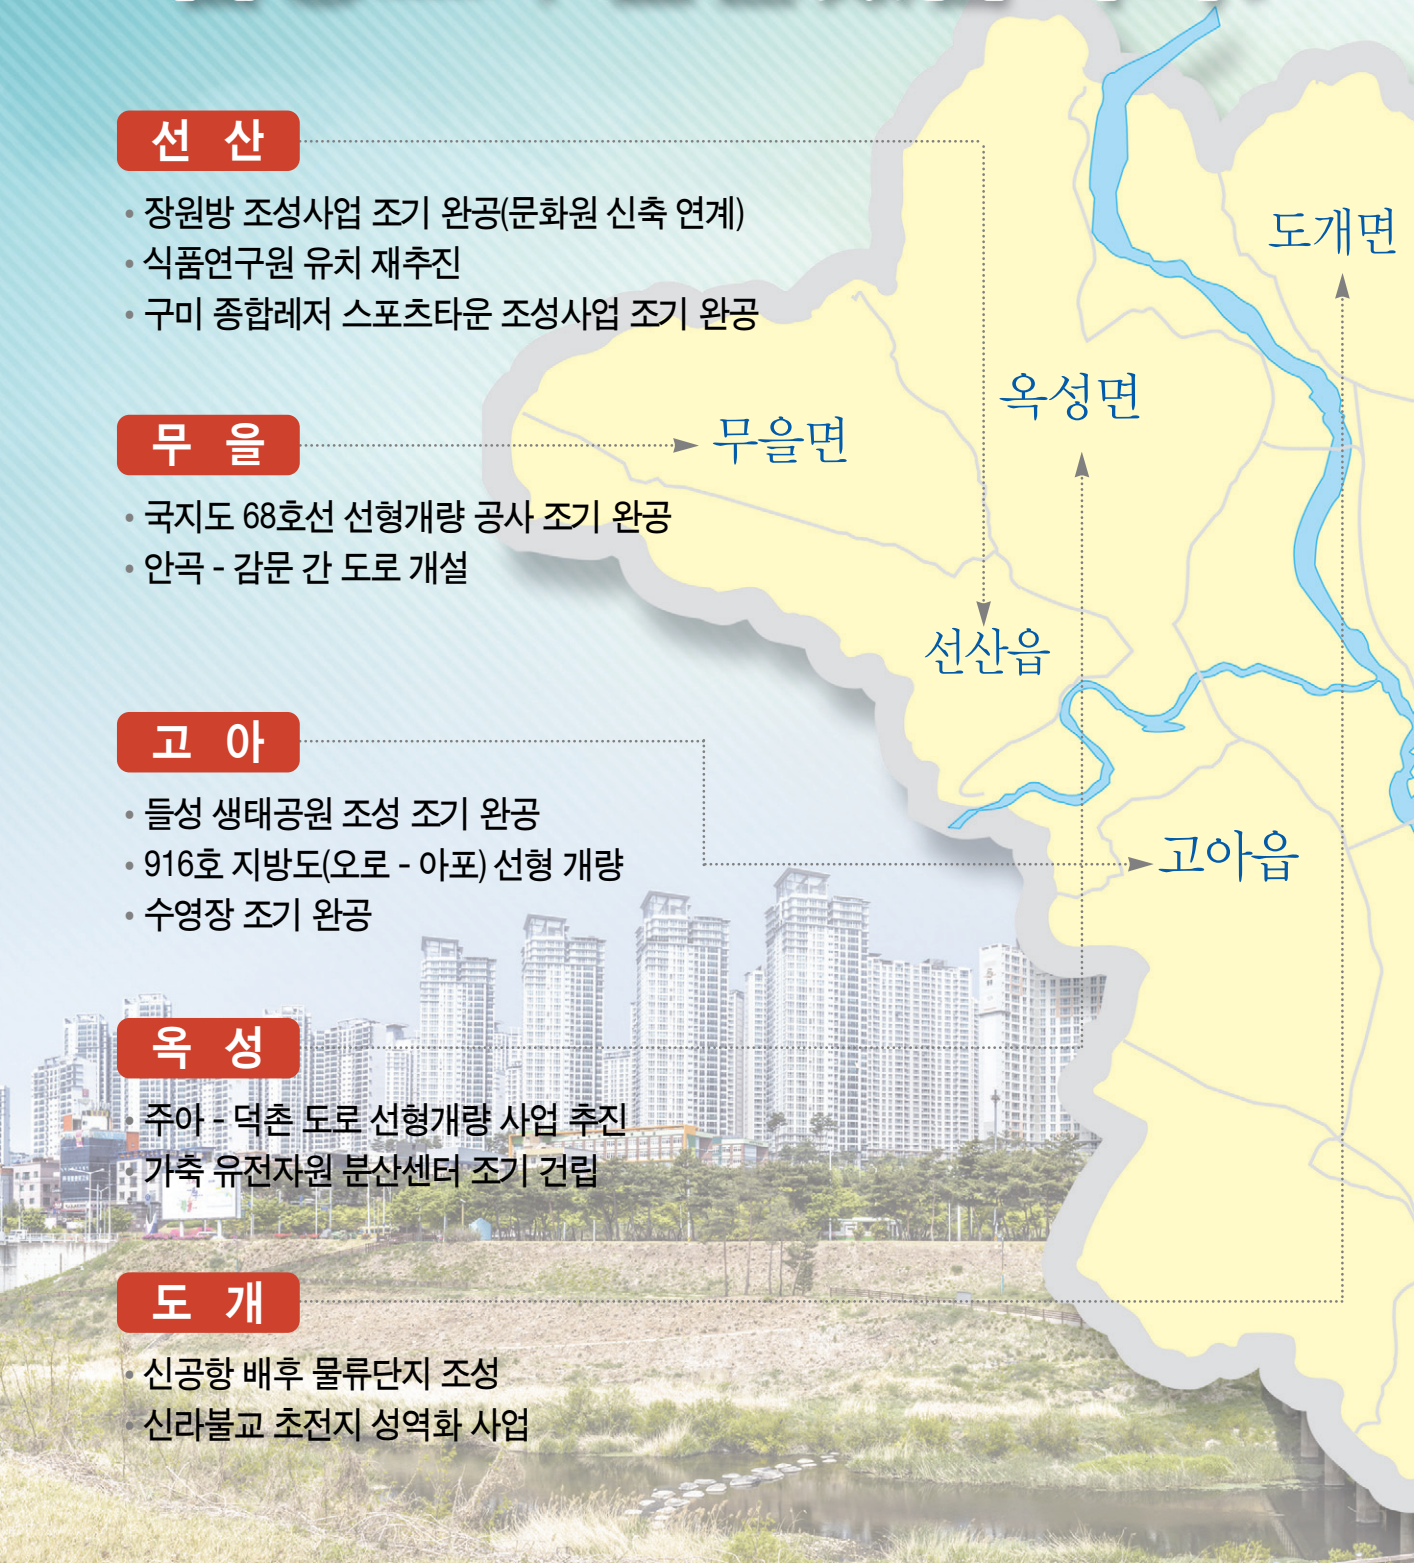 선 산
• 장원방 조성사업 조기 완공(문화원 신축 연계)
• 식품연구원 유치 재추진
• 구미 종합레저 스포츠타운 조성사업 조기 완공
무 을
• 국지도 68호선 선형개량 공사 조기 완공
• 안곡 - 감문 간 도로 개설
고 아
• 들성 생태공원 조성 조기 완공
• 916호 지방도(오로 - 아포) 선형 개량
• 수영장 조기 완공
옥 성
• 주아 - 덕촌 도로 선형개량 사업 추진
• 가축 유전자원 분산센터 조기 건립
도 개
• 신공항 배후 물류단지 조성
• 신라불교 초전지 성역화 사업
도개면
옥성면
무을면
선산읍
고아읍